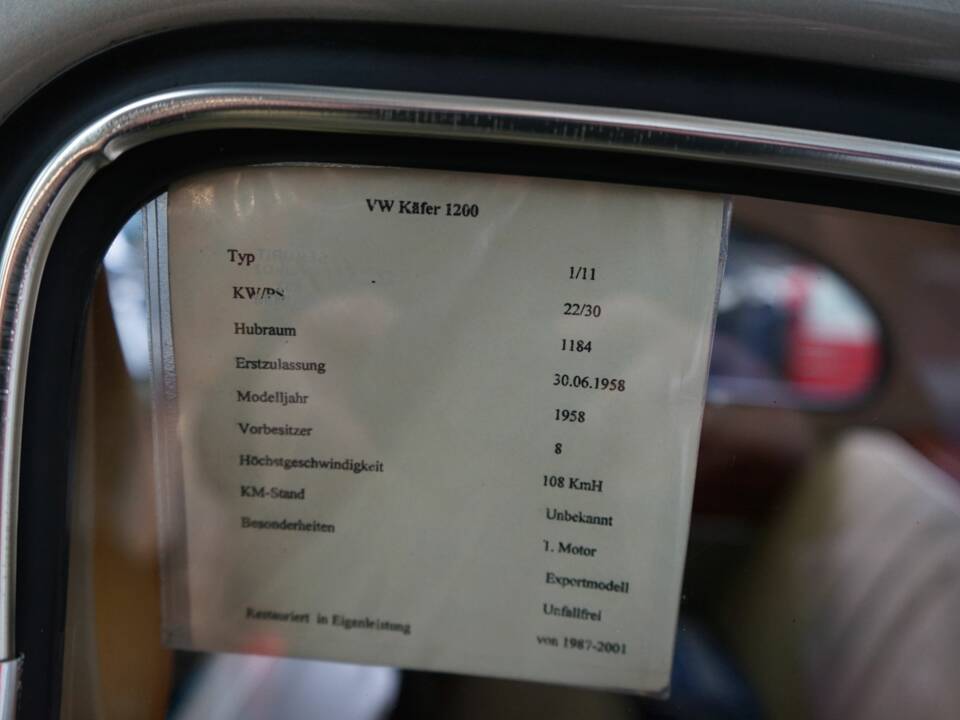 VW Käfer 1200
Typ 1/11
KW/PS 22/30
Hubraum 1184
Erstzulassung 30.06.1958
Modelljahr 1958
Vorbesitzer 8
Höchstgeschwindigkeit 108 KmH
KM-Stand Unbekannt
Besonderheiten 1. Motor
Exportmodell
Unfallfrei
Restauriert in Eigenleistung von 1987-2001